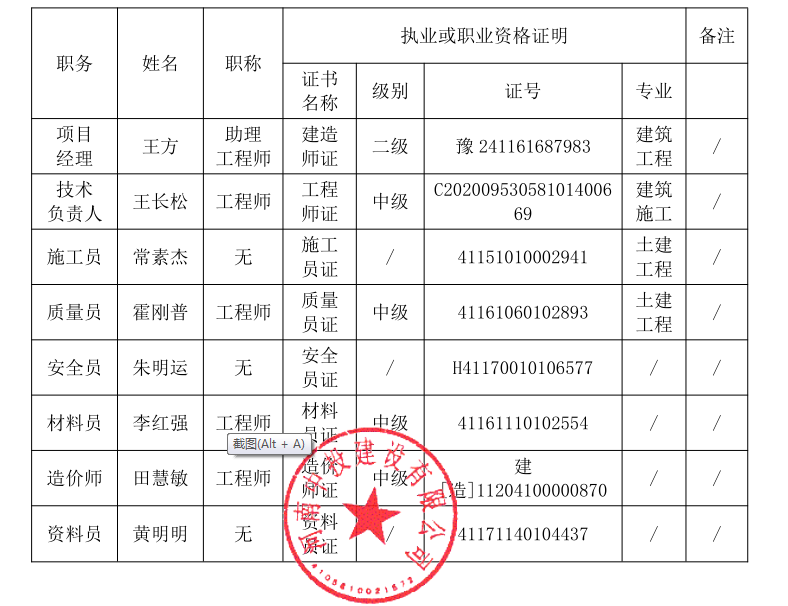 职务 姓名 职称 执业或职业资格证明 备注
证书名称 级别 证号 专业
项目经理 王方 助理工程师 建造师证 二级 豫 241161687983 建筑工程 /
技术负责人 王长松 工程师 工程师证 中级 C20200953058101400669 建筑施工 /
施工员 常素杰 无 施工员证 / 41151010002941 土建工程 /
质量员 霍刚普 工程师 质量员证 中级 41161060102893 土建工程 /
安全员 朱明运 无 安全员证 / H41170010106577 / /
材料员 李红强 工程师 材料员证 中级 41161110102554 / /
截图(Alt + A)
造价师 田慧敏 工程师 造价师证 中级 建[造]11204100000870 / /
资料员 黄明明 无 资料员证 / 41171140104437 / /
河南中投建设有限公司
4105810021572